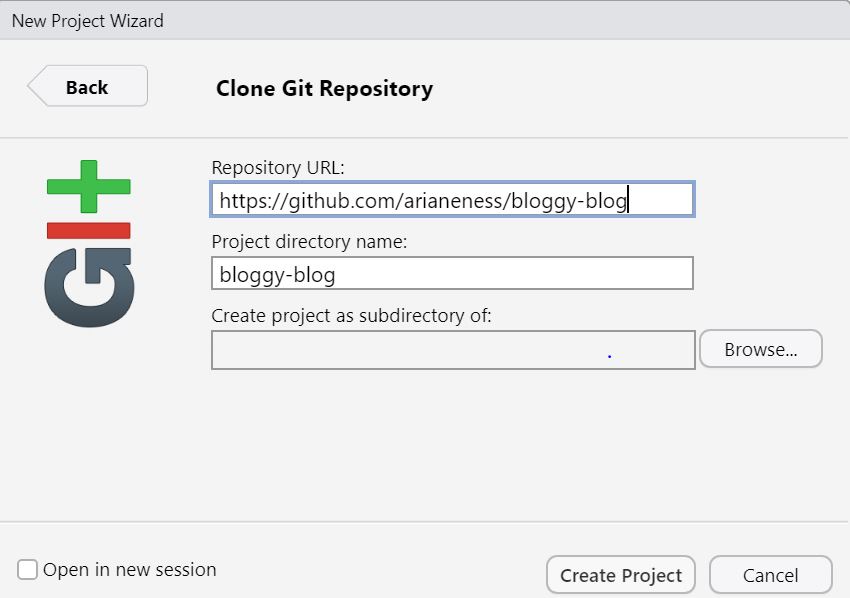 New Project Wizard
Back
Clone Git Repository
GIT
Repository URL:
https://github.com/arianeness/bloggy-blog
Project directory name:
bloggy-blog
Create project as subdirectory of:
Browse...
Open in new session
Create Project
Cancel